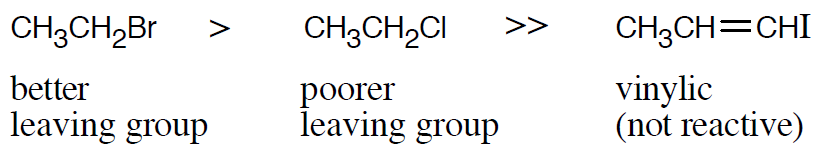 CH₃CH₂Br > CH₃CH₂Cl >> CH₃CH=CHI
better poorer vinylic
leaving group leaving group (not reactive)